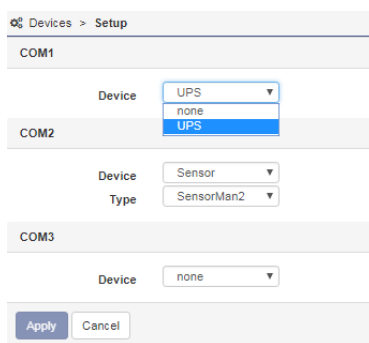 Devices > Setup
COM1
Device UPS
none
UPS
COM2
Device Sensor
Type SensorMan2
COM3
Device none
Apply Cancel